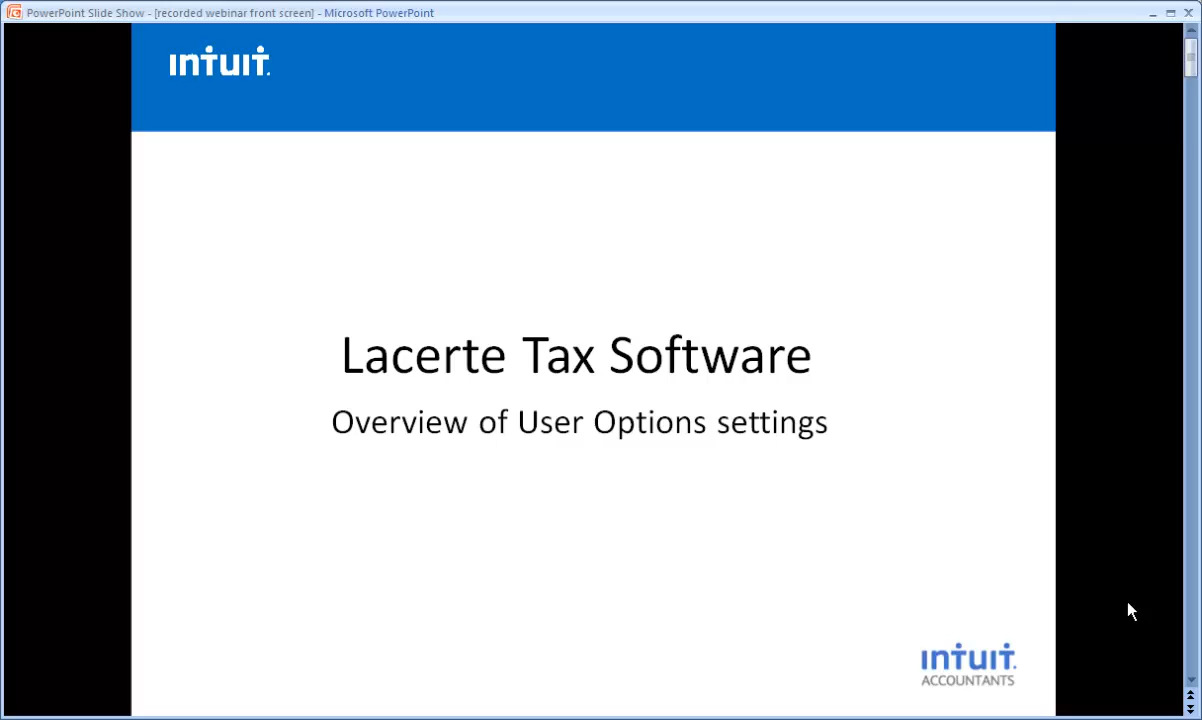 PowerPoint Slide Show - [recorded webinar front screen] - Microsoft PowerPoint
intuit.
Lacerte Tax Software
Overview of User Options settings
intuit.
ACCOUNTANTS